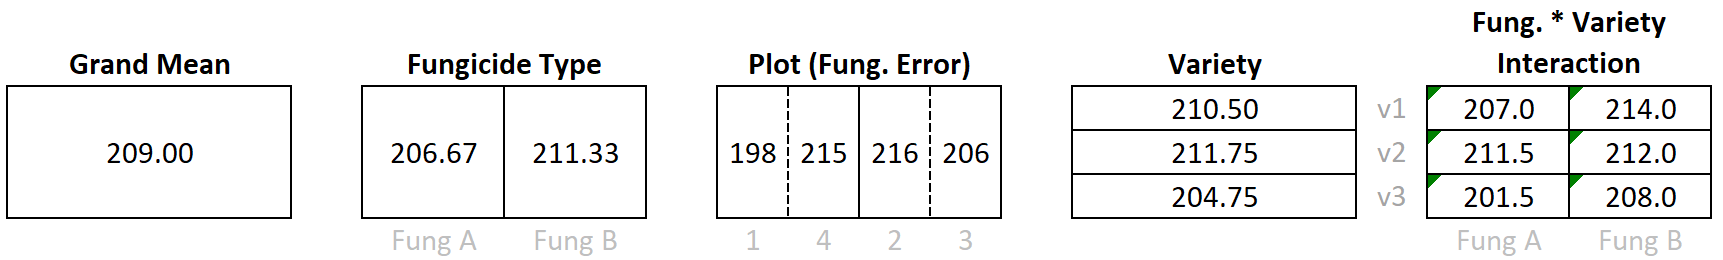 Fung. * Variety
Grand Mean Fungicide Type Plot (Fung. Error) Variety Interaction
210.50 v1 207.0 214.0
209.00 206.67 211.33 198 215 216 206 211.75 v2 211.5 212.0
204.75 v3 201.5 208.0
Fung A Fung B 1 4 2 3 Fung A Fung B